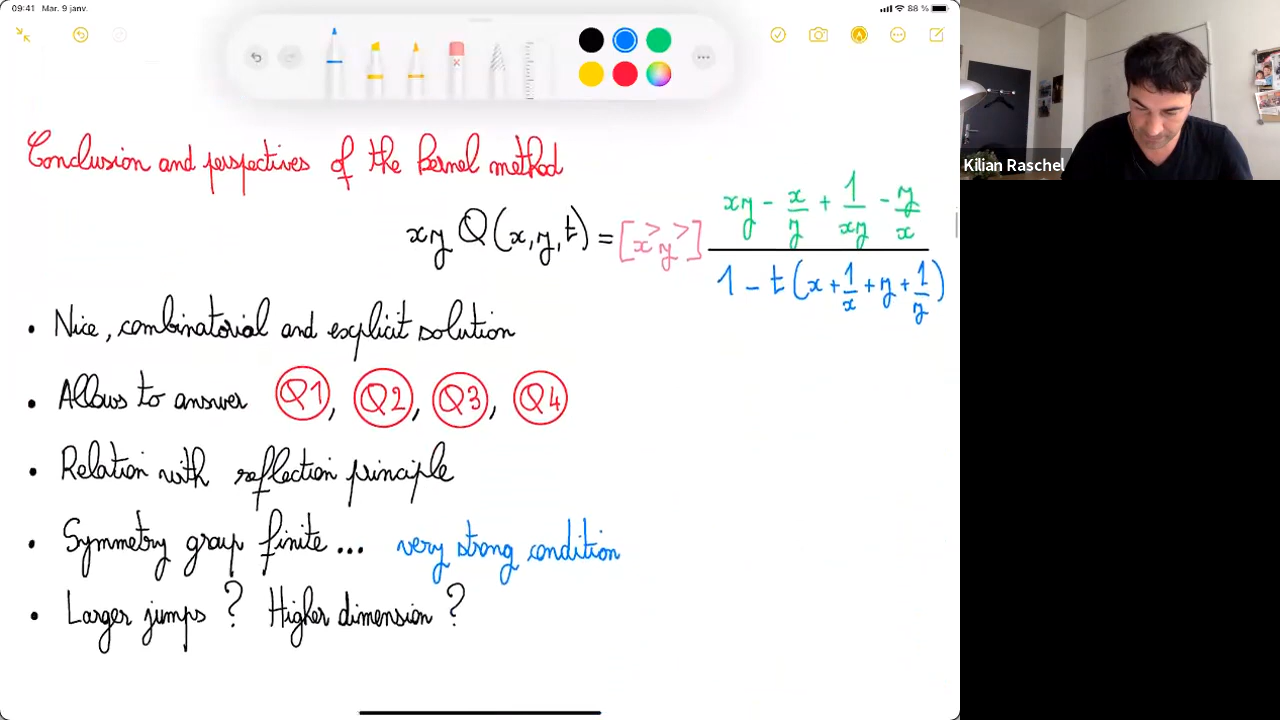 09:41 Mar. 9 janv. 88 %
Conclusion and perspectives of the kernel method
xy Q(x,y,t) = [x^> y^>] (xy - x/y + 1/xy - y/x) / (1 - t(x + 1/x + y + 1/y))
• Nice, combinatorial and explicit solution
• Allows to answer Q1, Q2, Q3, Q4
• Relation with reflection principle
• Symmetry group finite... very strong condition
• Larger jumps ? Higher dimension ?
Kilian Raschel